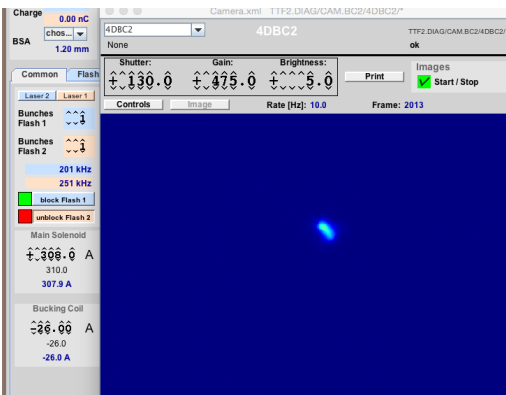 Charge
0.00 nC
chos...
BSA
1.20 mm
Common Flash
Laser 2 Laser 1
Bunches
Flash 1
1
Bunches
Flash 2
1
201 kHz
251 kHz
block Flash 1
unblock Flash 2
Main Solenoid
+308.0 A
310.0
307.9 A
Bucking Coil
-26.00 A
-26.0
-26.0 A
Camera.xml TTF2.DIAG/CAM.BC2/4DBC2/*
4DBC2
4DBC2
TTF2.DIAG/CAM.BC2/4DBC2/
None
ok
Shutter: Gain: Brightness:
+ 130.0 + 475.0 + 5.0
Print
Images
Start / Stop
Controls Image Rate [Hz]: 10.0 Frame: 2013